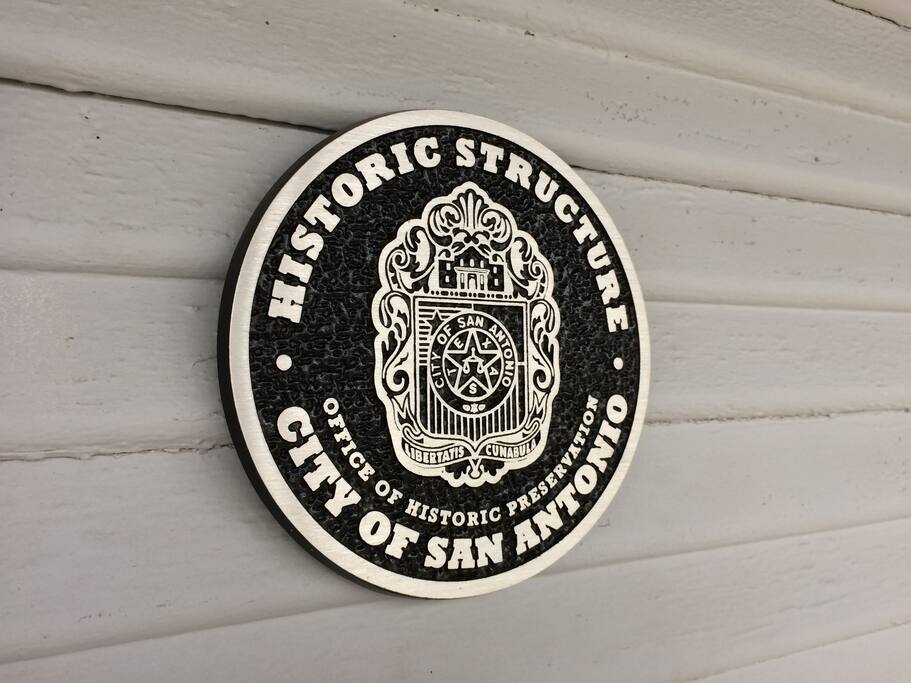 HISTORIC STRUCTURE
CITY OF SAN ANTONIO
TEXAS
LIBERTATIS CUNABULA
OFFICE OF HISTORIC PRESERVATION
CITY OF SAN ANTONIO